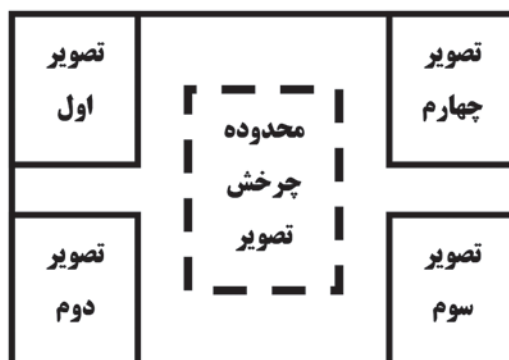 تصویر
چهارم
تصویر
اول
محدوده
چرخش
تصویر
تصویر
سوم
تصویر
دوم